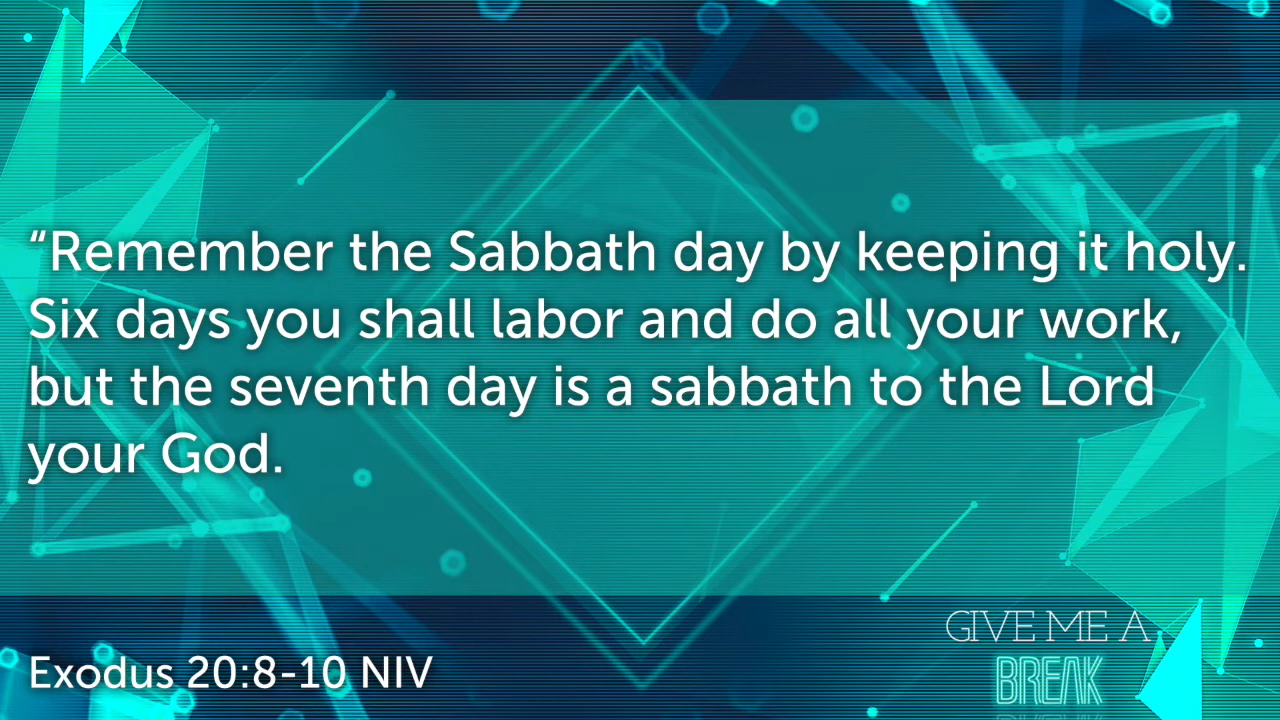 “Remember the Sabbath day by keeping it holy.
Six days you shall labor and do all your work,
but the seventh day is a sabbath to the Lord
your God.
GIVE ME A
BREAK
Exodus 20:8-10 NIV